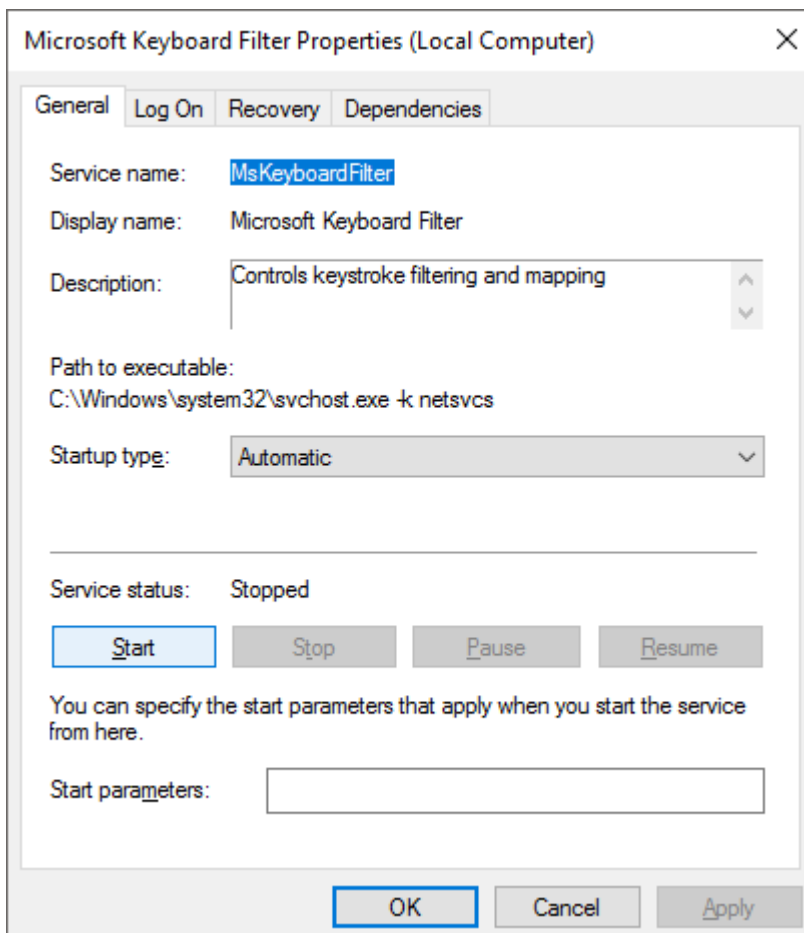 Microsoft Keyboard Filter Properties (Local Computer)
General Log On Recovery Dependencies
Service name: MsKeyboardFilter
Display name: Microsoft Keyboard Filter
Description: Controls keystroke filtering and mapping
Path to executable:
C:\Windows\system32\svchost.exe -k netsvcs
Startup type: Automatic
Service status: Stopped
Start Stop Pause Resume
You can specify the start parameters that apply when you start the service
from here.
Start parameters:
OK Cancel Apply